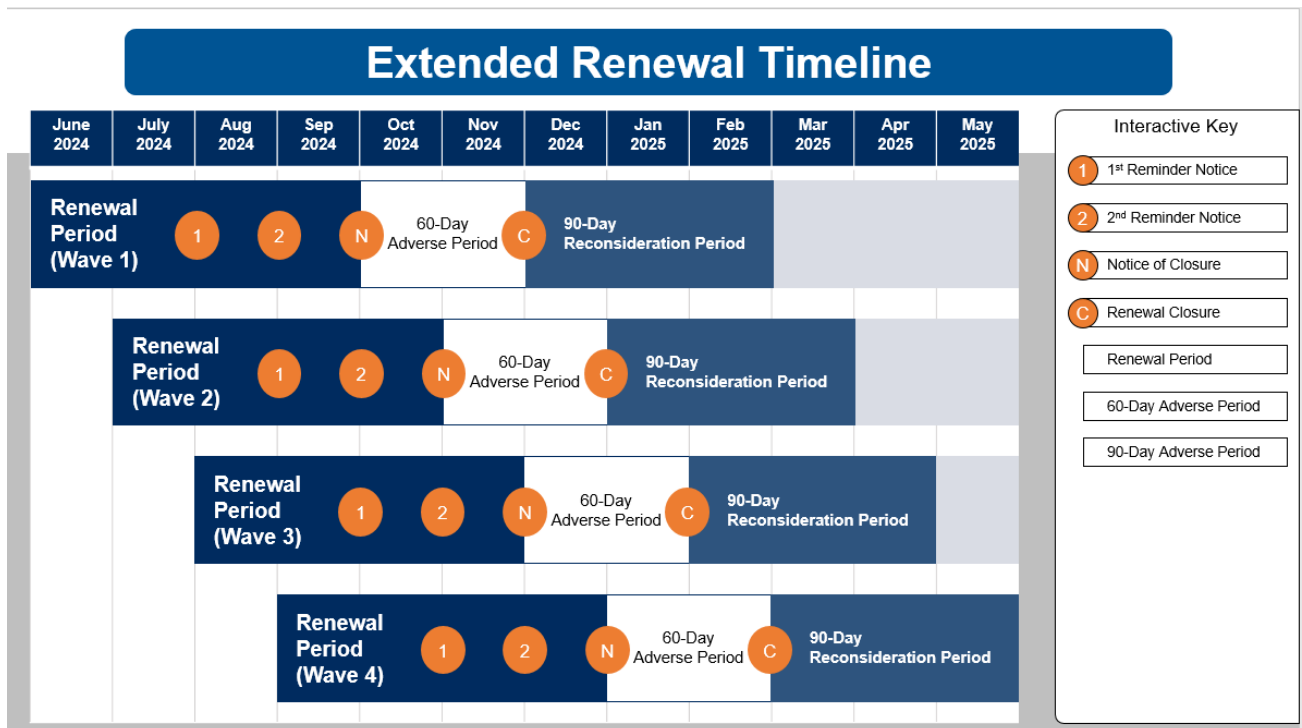 Extended Renewal Timeline
June 2024
July 2024
Aug 2024
Sep 2024
Oct 2024
Nov 2024
Dec 2024
Jan 2025
Feb 2025
Mar 2025
Apr 2025
May 2025
Renewal
Period
(Wave 1)
1
2
N
60-Day
Adverse Period
C
90-Day
Reconsideration Period
Renewal
Period
(Wave 2)
1
2
N
60-Day
Adverse Period
C
90-Day
Reconsideration Period
Renewal
Period
(Wave 3)
1
2
N
60-Day
Adverse Period
C
90-Day
Reconsideration Period
Renewal
Period
(Wave 4)
1
2
N
60-Day
Adverse Period
C
90-Day
Reconsideration Period
Interactive Key
1 1st Reminder Notice
2 2nd Reminder Notice
N Notice of Closure
C Renewal Closure
Renewal Period
60-Day Adverse Period
90-Day Adverse Period